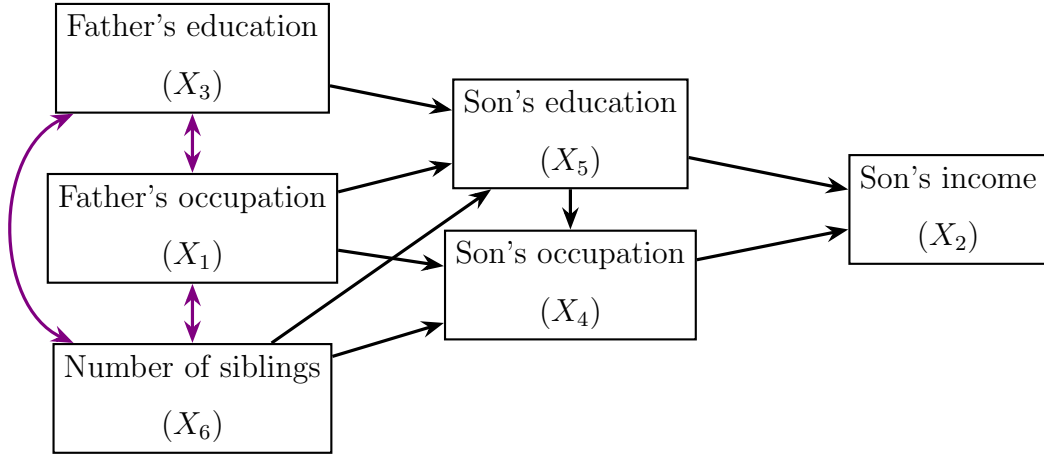 Father's education
(X₃)
Father's occupation
(X₁)
Number of siblings
(X₆)
Son's education
(X₅)
Son's occupation
(X₄)
Son's income
(X₂)